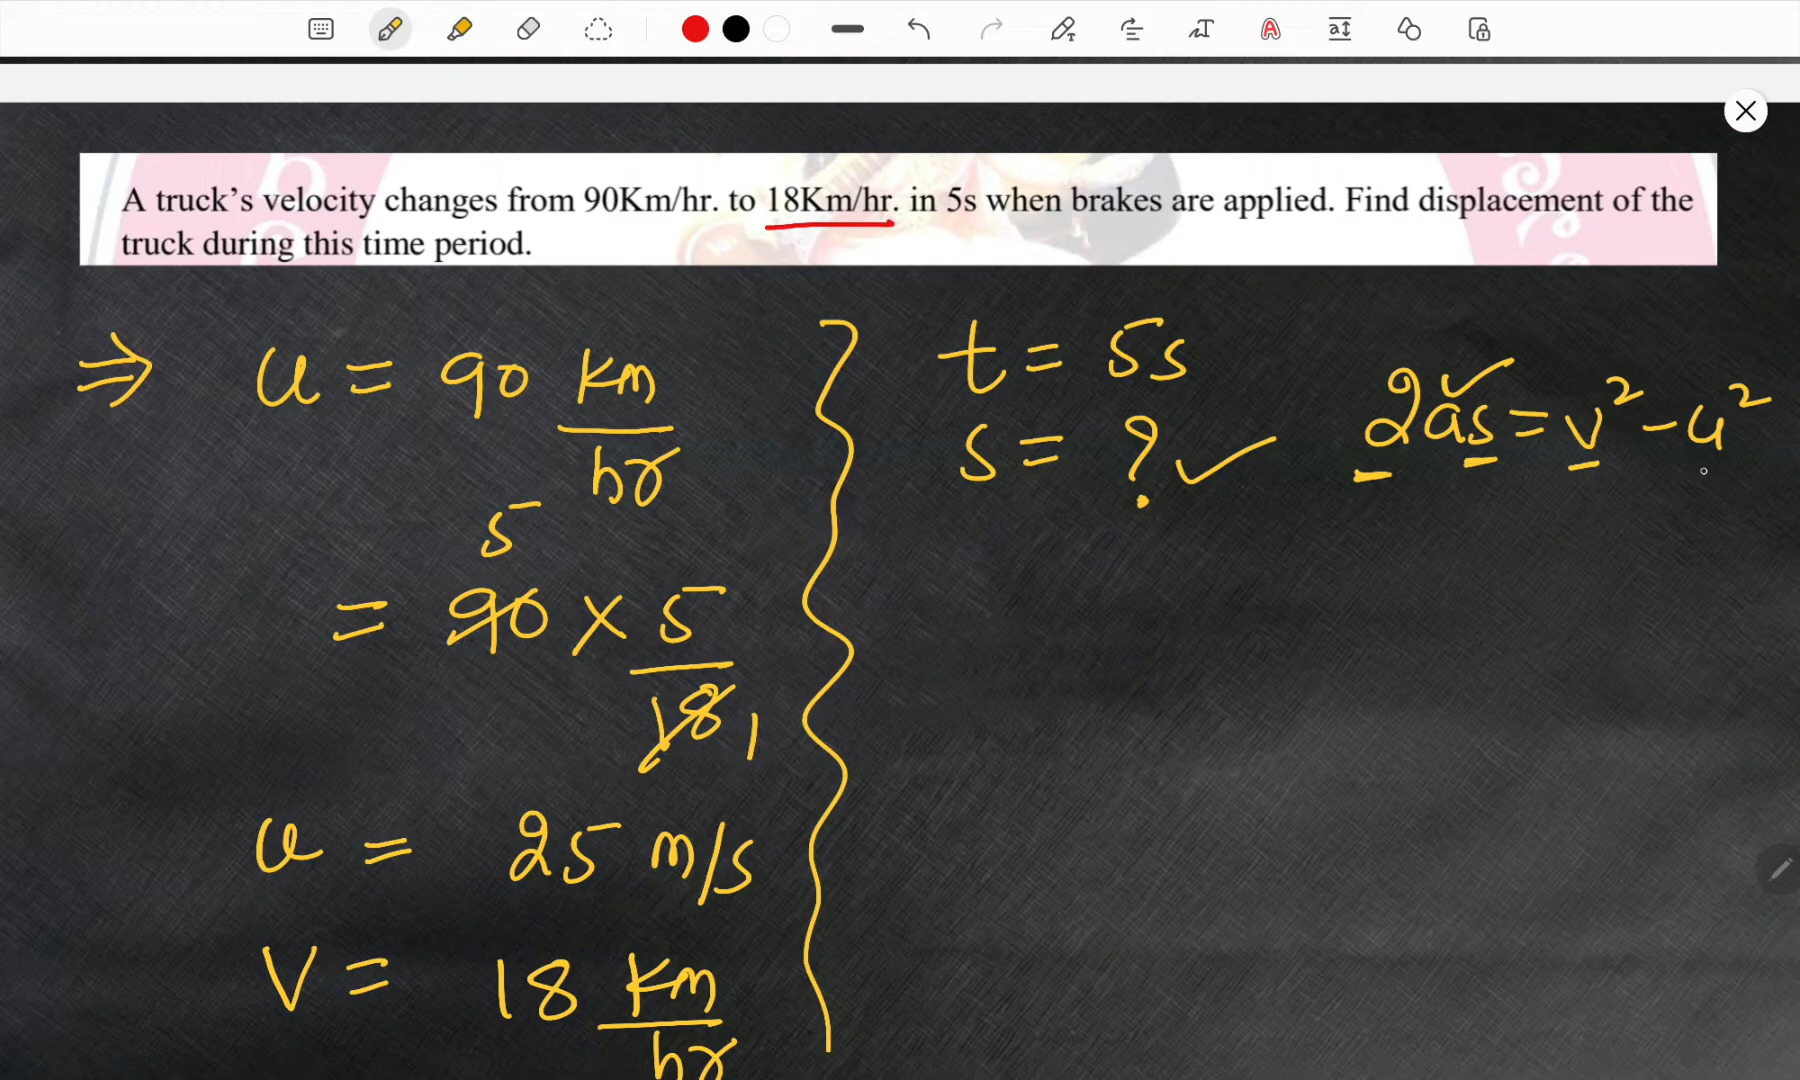 A truck's velocity changes from 90Km/hr. to 18Km/hr. in 5s when brakes are applied. Find displacement of the
truck during this time period.
⇒ u = 90 Km/hr
= 90 × 5/18
5
1
u = 25 m/s
V = 18 Km/hr
t = 5s
s = ? ✓
2as = v² - u²